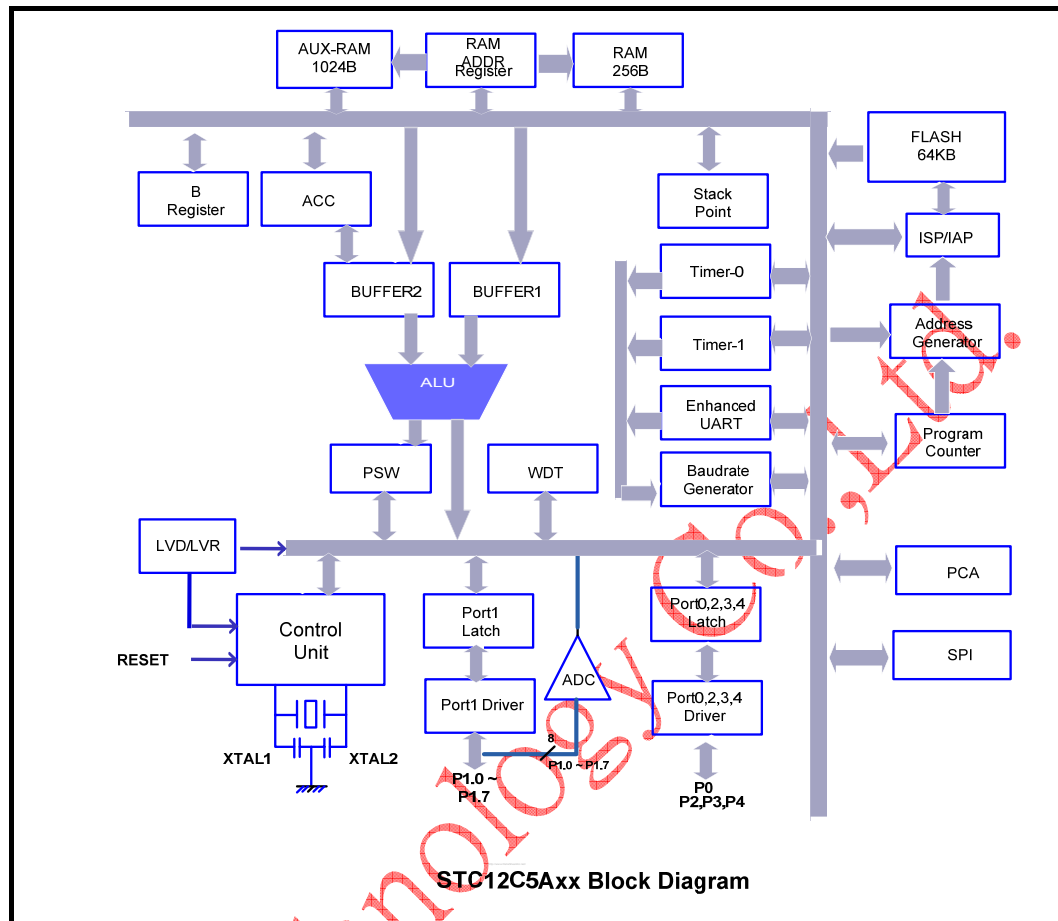 AUX-RAM
1024B
RAM
ADDR
Register
RAM
256B
FLASH
64KB
B
Register
ACC
Stack
Point
ISP/IAP
BUFFER2
BUFFER1
Timer-0
Timer-1
Address
Generator
ALU
Enhanced
UART
Program
Counter
PSW
WDT
Baudrate
Generator
LVD/LVR
PCA
Control
Unit
Port1
Latch
Port0,2,3,4
Latch
RESET
SPI
ADC
Port1 Driver
Port0,2,3,4
Driver
8
XTAL1
XTAL2
P1.0 ~ P1.7
P1.0 ~
P1.7
P0
P2,P3,P4
STC12C5Axx Block Diagram
nology Co.,Ltd.